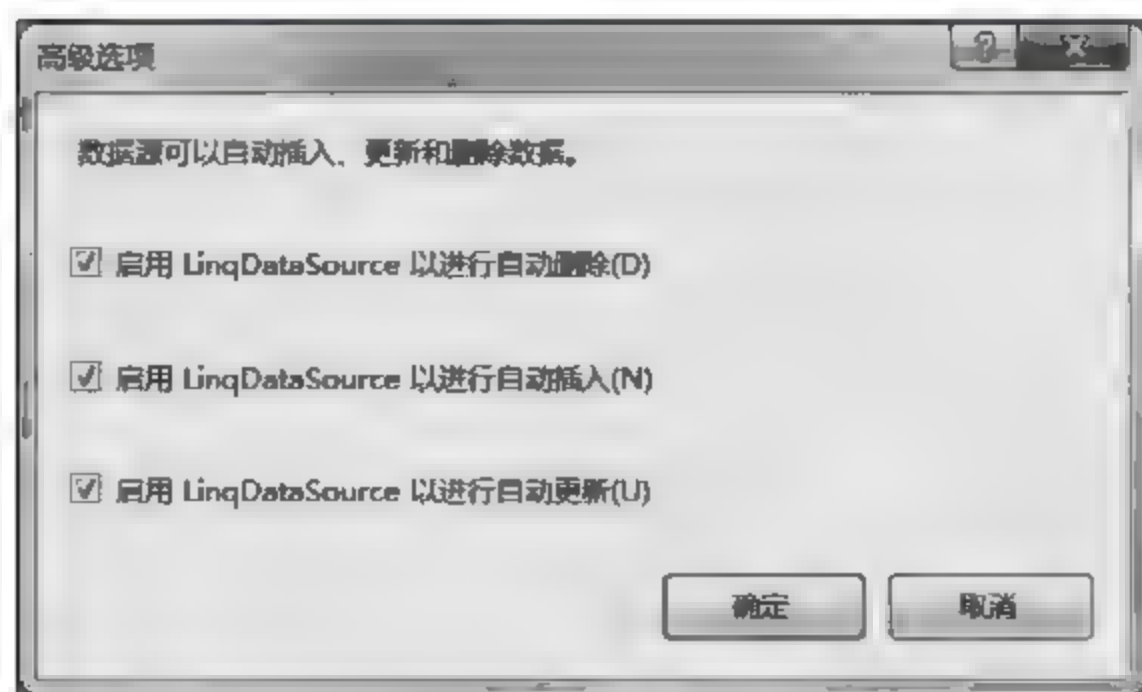 高级选项
?
数据源可以自动插入、更新和删除数据。
启用 LinqDataSource 以进行自动删除(D)
启用 LinqDataSource 以进行自动插入(N)
启用 LinqDataSource 以进行自动更新(U)
确定
取消